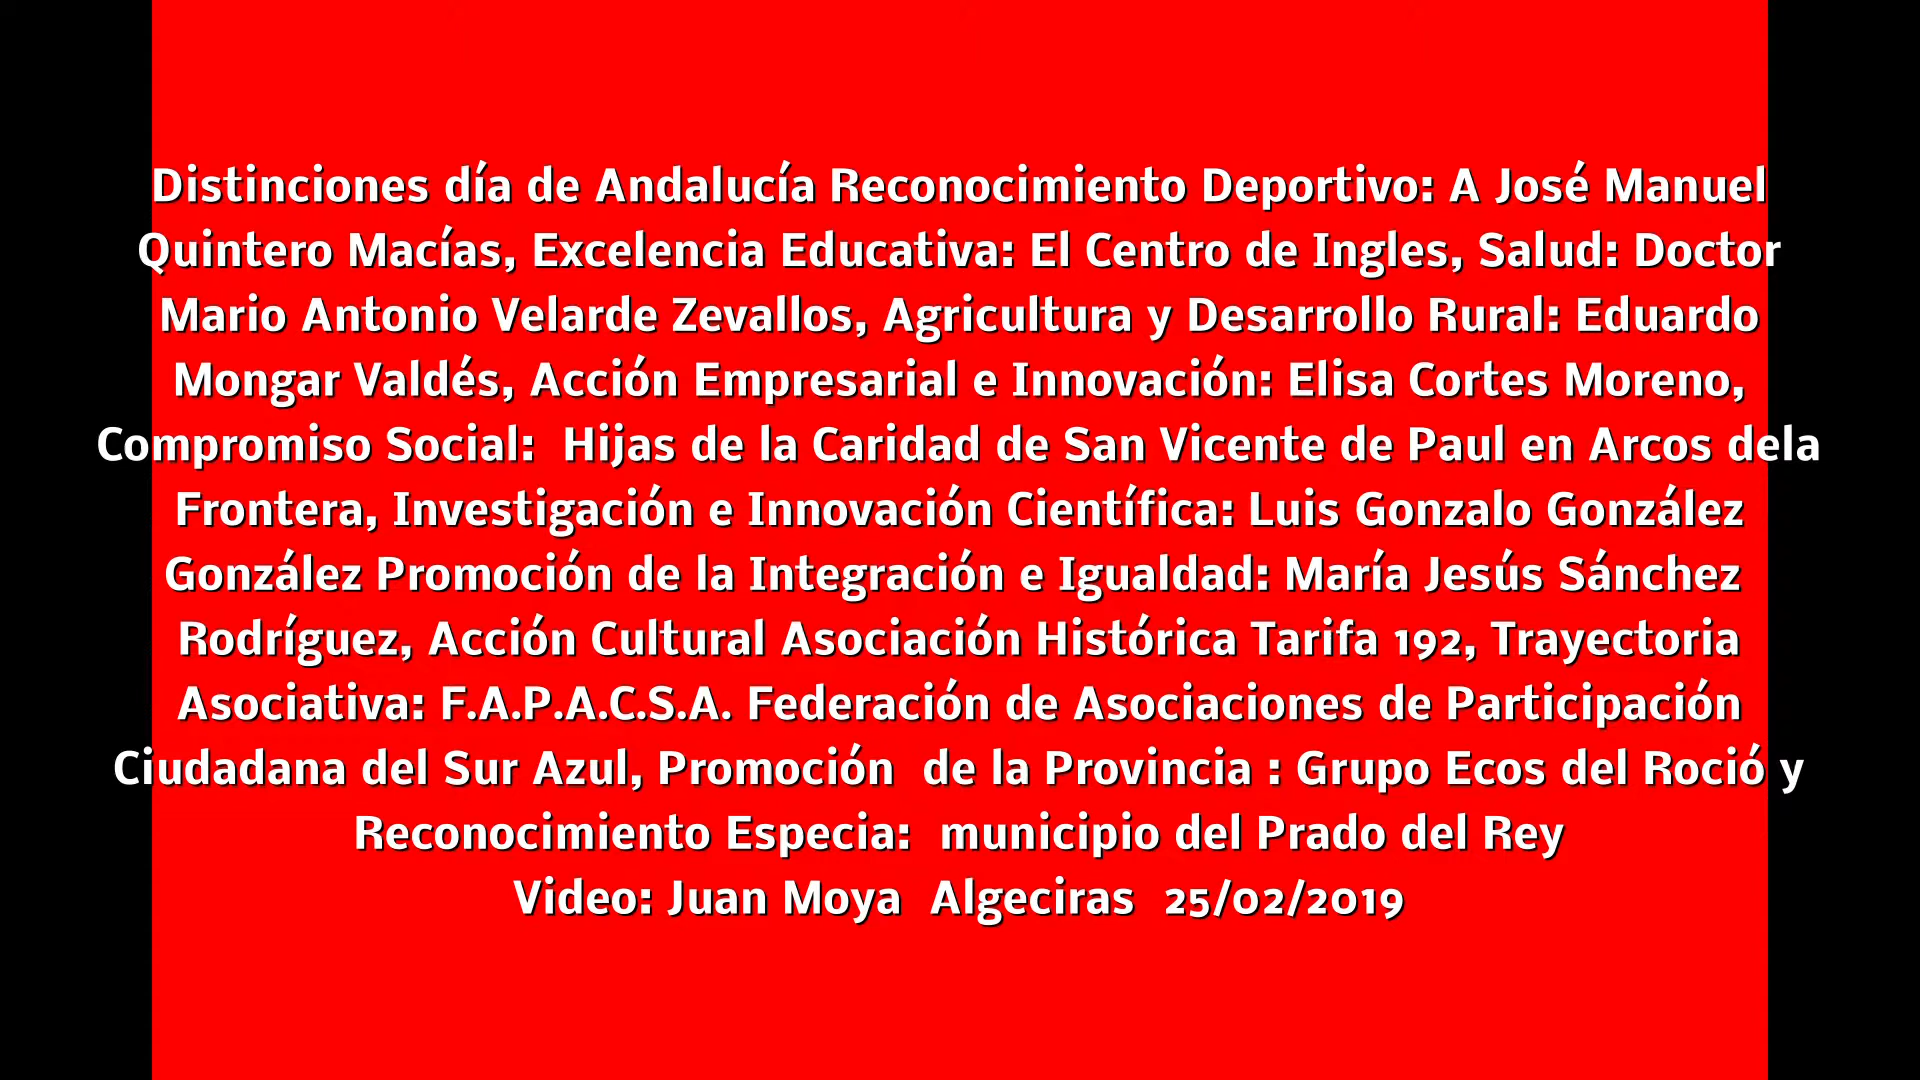 Distinciones día de Andalucía Reconocimiento Deportivo: A José Manuel
Quintero Macías, Excelencia Educativa: El Centro de Ingles, Salud: Doctor
Mario Antonio Velarde Zevallos, Agricultura y Desarrollo Rural: Eduardo
Mongar Valdés, Acción Empresarial e Innovación: Elisa Cortes Moreno,
Compromiso Social:  Hijas de la Caridad de San Vicente de Paul en Arcos dela
Frontera, Investigación e Innovación Científica: Luis Gonzalo González
González Promoción de la Integración e Igualdad: María Jesús Sánchez
Rodríguez, Acción Cultural Asociación Histórica Tarifa 192, Trayectoria
Asociativa: F.A.P.A.C.S.A. Federación de Asociaciones de Participación
Ciudadana del Sur Azul, Promoción  de la Provincia : Grupo Ecos del Roció y
Reconocimiento Especia:  municipio del Prado del Rey
Video: Juan Moya  Algeciras  25/02/2019